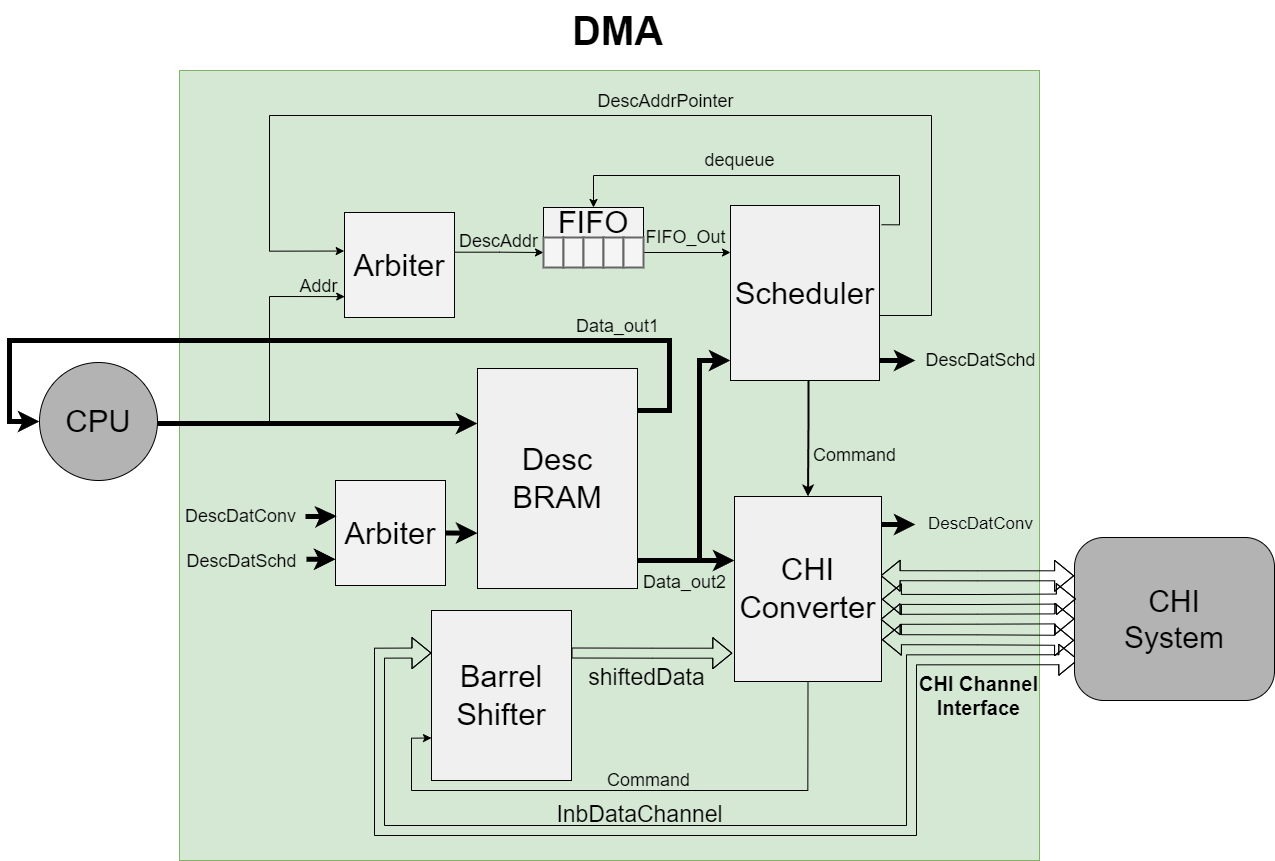 DMA
DescAddrPointer
dequeue
FIFO
DescAddr
FIFO_Out
Arbiter
Scheduler
Addr
Data_out1
DescDatSchd
CPU
Desc
BRAM
Command
DescDatConv
Arbiter
DescDatSchd
DescDatConv
Data_out2
CHI
Converter
CHI
System
Barrel
Shifter
shiftedData
CHI Channel
Interface
Command
InbDataChannel